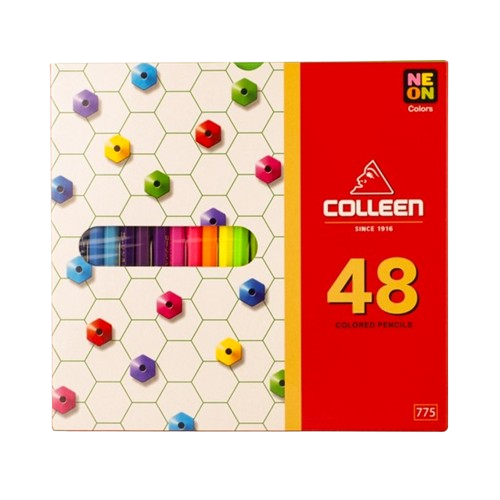 NE
ON
Colors
COLLEEN
SINCE 1916
48
COLORED PENCILS
775